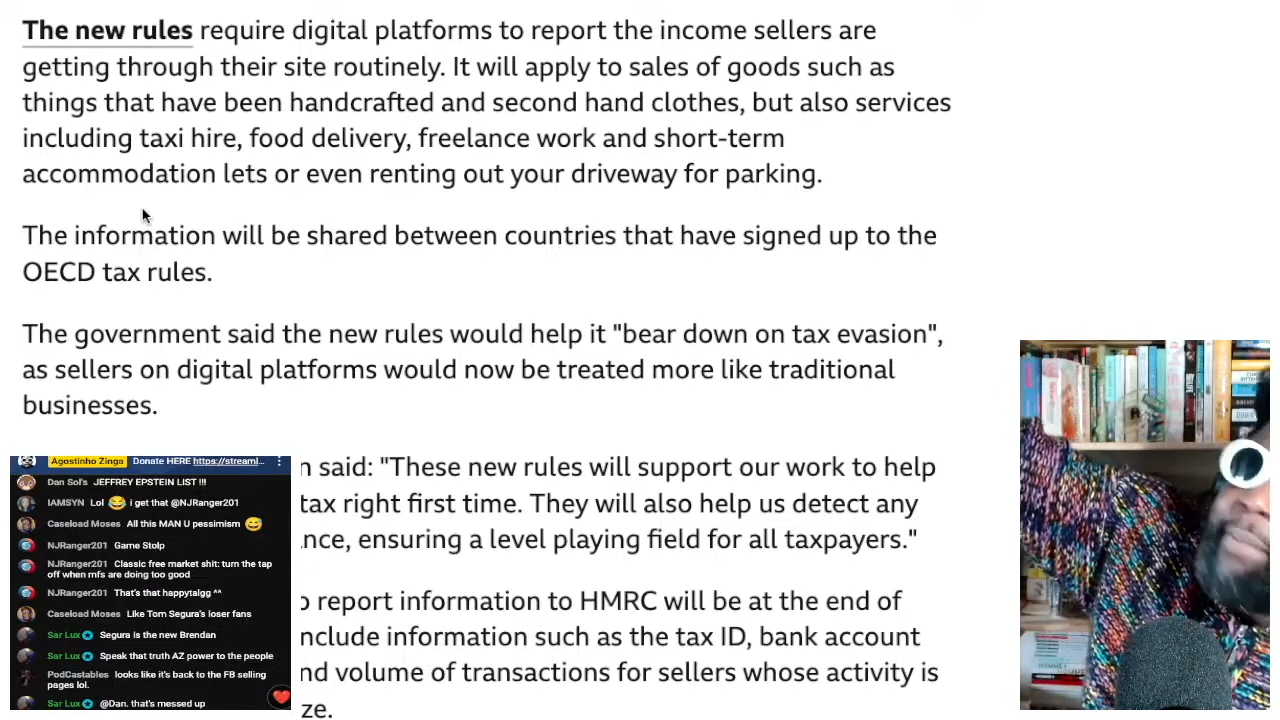 The new rules require digital platforms to report the income sellers are
getting through their site routinely. It will apply to sales of goods such as
things that have been handcrafted and second hand clothes, but also services
including taxi hire, food delivery, freelance work and short-term
accommodation lets or even renting out your driveway for parking.
The information will be shared between countries that have signed up to the
OECD tax rules.
The government said the new rules would help it "bear down on tax evasion",
as sellers on digital platforms would now be treated more like traditional
businesses.
n said: "These new rules will support our work to help
tax right first time. They will also help us detect any
nce, ensuring a level playing field for all taxpayers."
o report information to HMRC will be at the end of
nclude information such as the tax ID, bank account
nd volume of transactions for sellers whose activity is
ze.
Agostinho Zinga Donate HERE https://streaml...
Dan Sol's JEFFREY EPSTEIN LIST !!!
IAMSYN Lol 😂 i get that @NJRanger201
Caseload Moses All this MAN U pessimism 😅
NJRanger201 Game Stolp
NJRanger201 Classic free market shit: turn the tap
off when mfs are doing too good
NJRanger201 That's that happytalgg ^^
Caseload Moses Like Tom Segura's loser fans
Sar Lux Segura is the new Brendan
Sar Lux Speak that truth AZ power to the people
PodCastables looks like it's back to the FB selling
pages lol.
Sar Lux @Dan. that's messed up